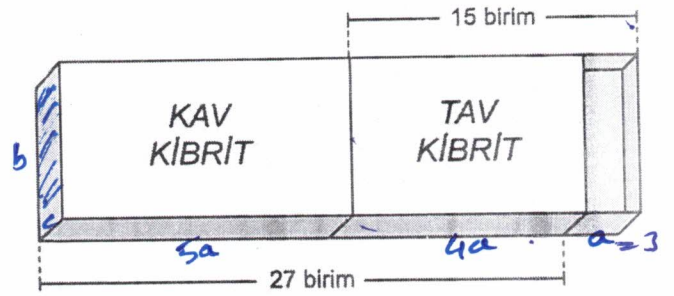 15 birim
KAV
KİBRİT
TAV
KİBRİT
b
5a
4a
a=3
27 birim